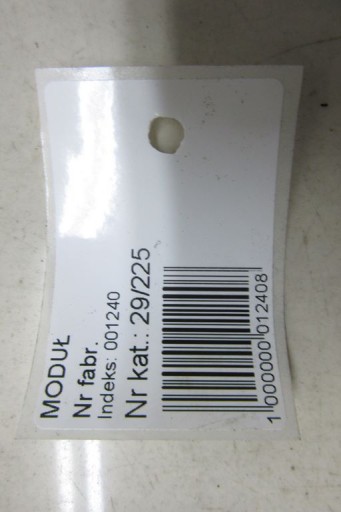 MODUŁ
Nr fabr.
Indeks: 001240
Nr kat.: 29/225
1 000000 012408